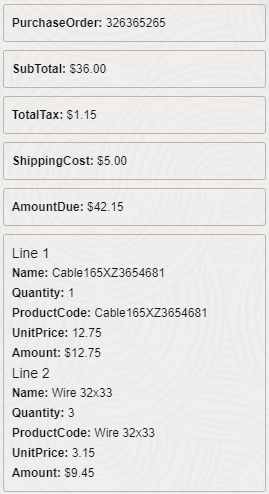 PurchaseOrder: 326365265
SubTotal: $36.00
TotalTax: $1.15
ShippingCost: $5.00
AmountDue: $42.15
Line 1
Name: Cable165XZ3654681
Quantity: 1
ProductCode: Cable165XZ3654681
UnitPrice: 12.75
Amount: $12.75
Line 2
Name: Wire 32x33
Quantity: 3
ProductCode: Wire 32x33
UnitPrice: 3.15
Amount: $9.45